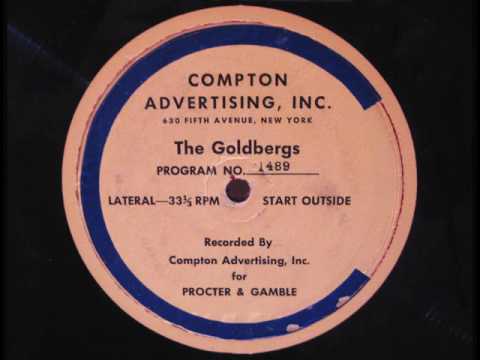 COMPTON
ADVERTISING, INC.
630 FIFTH AVENUE, NEW YORK
The Goldbergs
PROGRAM NO. 1489
LATERAL—33⅓ RPM START OUTSIDE
Recorded By
Compton Advertising, Inc.
for
PROCTER & GAMBLE